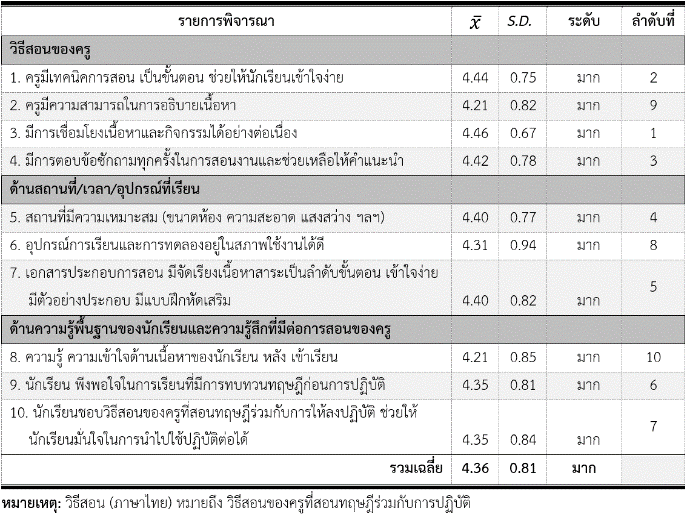 รายการพิจารณา x̄ S.D. ระดับ ลำดับที่
วิธีสอนของครู
1. ครูมีเทคนิคการสอน เป็นขั้นตอน ช่วยให้นักเรียนเข้าใจง่าย 4.44 0.75 มาก 2
2. ครูมีความสามารถในการอธิบายเนื้อหา 4.21 0.82 มาก 9
3. มีการเชื่อมโยงเนื้อหาและกิจกรรมได้อย่างต่อเนื่อง 4.46 0.67 มาก 1
4. มีการตอบข้อซักถามทุกครั้งในการสอนงานและช่วยเหลือให้คำแนะนำ 4.42 0.78 มาก 3
ด้านสถานที่/เวลา/อุปกรณ์ที่เรียน
5. สถานที่มีความเหมาะสม (ขนาดห้อง ความสะอาด แสงสว่าง ฯลฯ) 4.40 0.77 มาก 4
6. อุปกรณ์การเรียนและการทดลองอยู่ในสภาพใช้งานได้ดี 4.31 0.94 มาก 8
7. เอกสารประกอบการสอน มีจัดเรียงเนื้อหาสาระเป็นลำดับขั้นตอน เข้าใจง่าย
มีตัวอย่างประกอบ มีแบบฝึกหัดเสริม 4.40 0.82 มาก 5
ด้านความรู้พื้นฐานของนักเรียนและความรู้สึกที่มีต่อการสอนของครู
8. ความรู้ ความเข้าใจด้านเนื้อหาของนักเรียน หลัง เข้าเรียน 4.21 0.85 มาก 10
9. นักเรียน พึงพอใจในการเรียนที่มีการทบทวนทฤษฎีก่อนการปฏิบัติ 4.35 0.81 มาก 6
10. นักเรียนชอบวิธีสอนของครูที่สอนทฤษฎีร่วมกับการให้ลงปฏิบัติ ช่วยให้
นักเรียนมั่นใจในการนำไปใช้ปฏิบัติต่อได้ 4.35 0.84 มาก 7
รวมเฉลี่ย 4.36 0.81 มาก
หมายเหตุ: วิธีสอน (ภาษาไทย) หมายถึง วิธีสอนของครูที่สอนทฤษฎีร่วมกับการปฏิบัติ